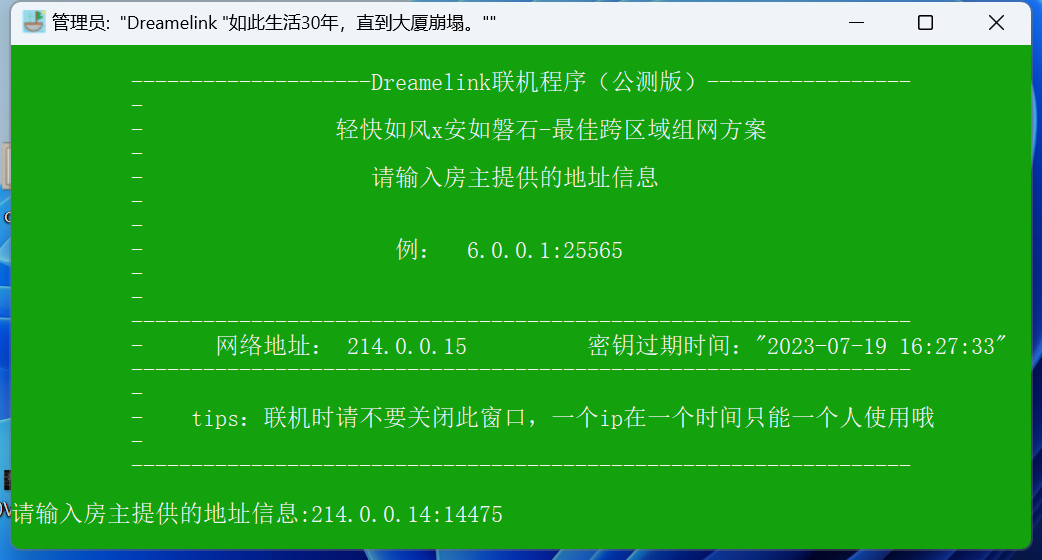 管理员: "Dreamelink "如此生活30年，直到大厦崩塌。""
--------------------Dreamelink联机程序（公测版）-----------------
-
- 轻快如风x安如磐石-最佳跨区域组网方案
-
- 请输入房主提供的地址信息
-
-
- 例： 6.0.0.1:25565
-
-
-----------------------------------------------------------------
- 网络地址： 214.0.0.15 密钥过期时间："2023-07-19 16:27:33"
-----------------------------------------------------------------
-
- tips：联机时请不要关闭此窗口，一个ip在一个时间只能一个人使用哦
-
-----------------------------------------------------------------
请输入房主提供的地址信息:214.0.0.14:14475